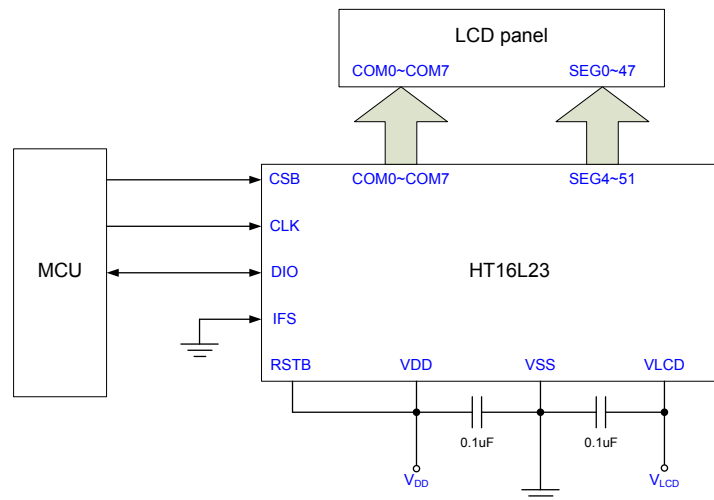 LCD panel
COM0~COM7 SEG0~47
COM0~COM7 SEG4~51
CSB
CLK
MCU
DIO
HT16L23
IFS
RSTB VDD VSS VLCD
0.1uF 0.1uF
VDD VLCD